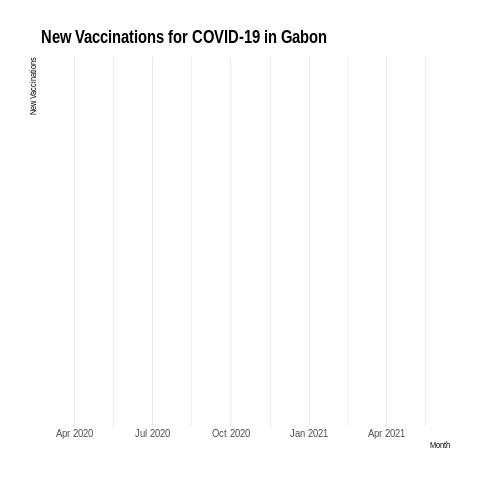 New Vaccinations for COVID-19 in Gabon
New Vaccinations
Apr 2020 Jul 2020 Oct 2020 Jan 2021 Apr 2021
Month